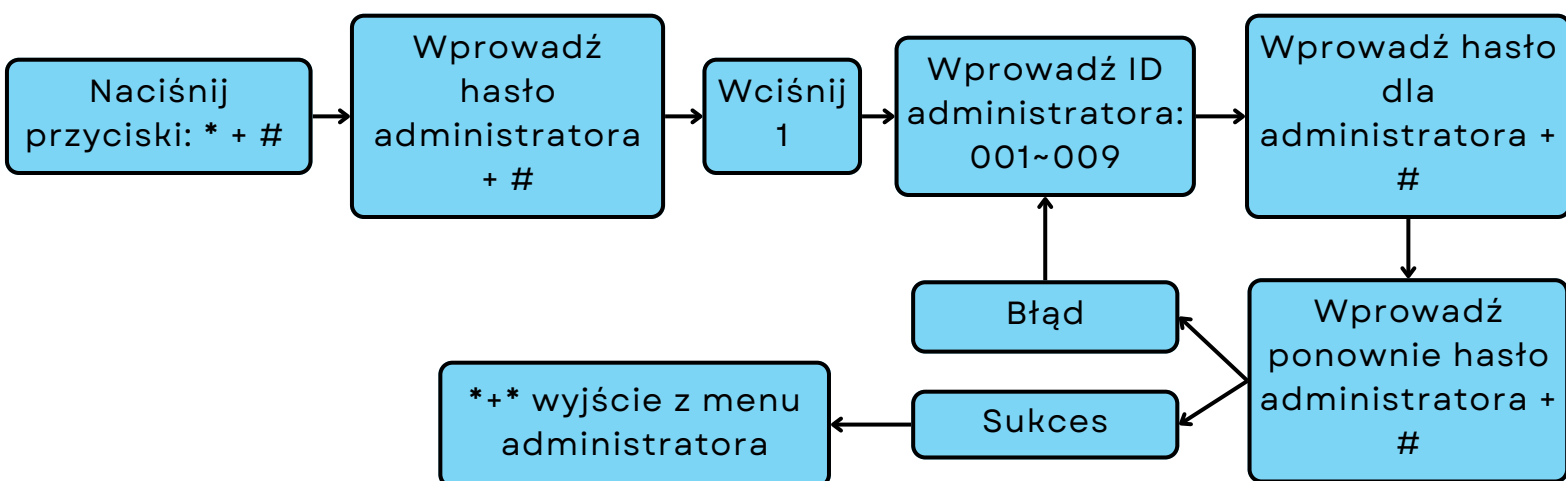 Naciśnij
przyciski: * + #
Wprowadź
hasło
administratora
+ #
Wciśnij
1
Wprowadź ID
administratora:
001~009
Wprowadź hasło
dla
administratora +
#
Wprowadź
ponownie hasło
administratora +
#
Błąd
Sukces
*+* wyjście z menu
administratora